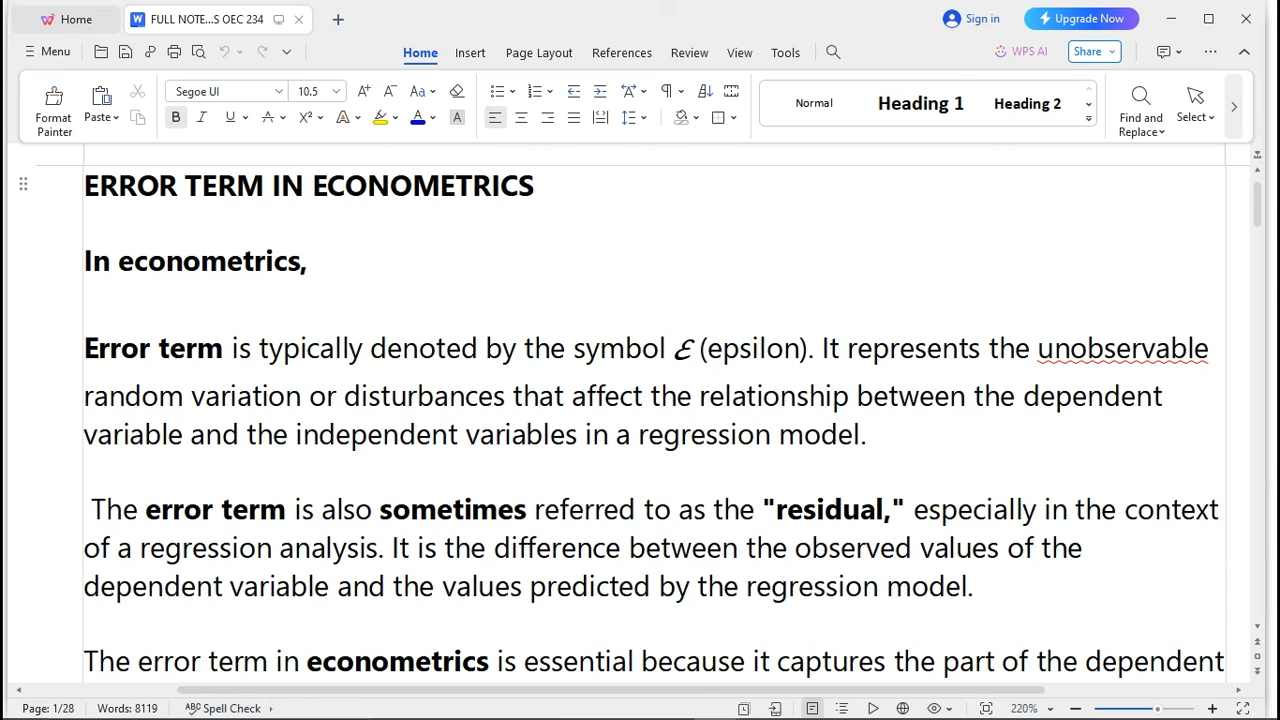 Home
FULL NOTE...S OEC 234
Sign in
Upgrade Now
Menu
Home Insert Page Layout References Review View Tools
WPS AI
Share
Format Painter
Paste
Segoe UI
10.5
Normal
Heading 1
Heading 2
Find and Replace
Select
ERROR TERM IN ECONOMETRICS
In econometrics,
Error term is typically denoted by the symbol ℰ (epsilon). It represents the unobservable
random variation or disturbances that affect the relationship between the dependent
variable and the independent variables in a regression model.
The error term is also sometimes referred to as the "residual," especially in the context
of a regression analysis. It is the difference between the observed values of the
dependent variable and the values predicted by the regression model.
The error term in econometrics is essential because it captures the part of the dependent
Page: 1/28 Words: 8119 Spell Check 220%